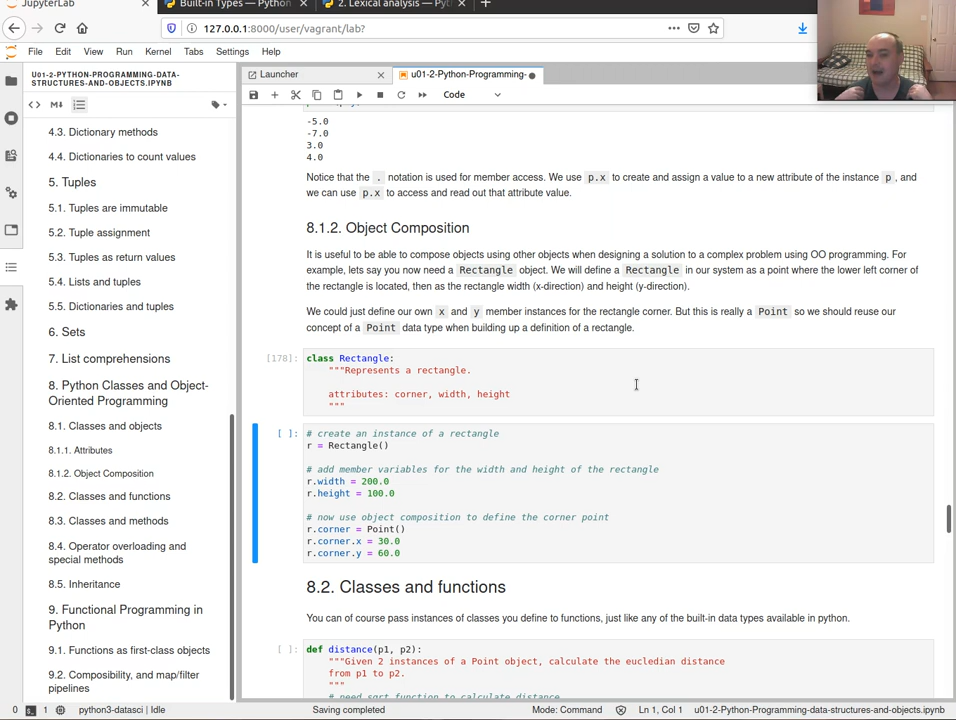 JupyterLab
Built-in Types — Python
2. Lexical analysis — Pyth
127.0.0.1:8000/user/vagrant/lab?
File Edit View Run Kernel Tabs Settings Help
U01-2-PYTHON-PROGRAMMING-DATA-
STRUCTURES-AND-OBJECTS.IPYNB
4.3. Dictionary methods
4.4. Dictionaries to count values
5. Tuples
5.1. Tuples are immutable
5.2. Tuple assignment
5.3. Tuples as return values
5.4. Lists and tuples
5.5. Dictionaries and tuples
6. Sets
7. List comprehensions
8. Python Classes and Object-
Oriented Programming
8.1. Classes and objects
8.1.1. Attributes
8.1.2. Object Composition
8.2. Classes and functions
8.3. Classes and methods
8.4. Operator overloading and
special methods
8.5. Inheritance
9. Functional Programming in
Python
9.1. Functions as first-class objects
9.2. Composibility, and map/filter
pipelines
Launcher
u01-2-Python-Programming-
Code
-5.0
-7.0
3.0
4.0
Notice that the . notation is used for member access. We use p.x to create and assign a value to a new attribute of the instance p , and
we can use p.x to access and read out that attribute value.
8.1.2. Object Composition
It is useful to be able to compose objects using other objects when designing a solution to a complex problem using OO programming. For
example, lets say you now need a Rectangle object. We will define a Rectangle in our system as a point where the lower left corner of
the rectangle is located, then as the rectangle width (x-direction) and height (y-direction).
We could just define our own x and y member instances for the rectangle corner. But this is really a Point so we should reuse our
concept of a Point data type when building up a definition of a rectangle.
[178]: class Rectangle:
"""Represents a rectangle.
attributes: corner, width, height
"""
[ ]: # create an instance of a rectangle
r = Rectangle()
# add member variables for the width and height of the rectangle
r.width = 200.0
r.height = 100.0
# now use object composition to define the corner point
r.corner = Point()
r.corner.x = 30.0
r.corner.y = 60.0
8.2. Classes and functions
You can of course pass instances of classes you define to functions, just like any of the built-in data types available in python.
[ ]: def distance(p1, p2):
"""Given 2 instances of a Point object, calculate the eucledian distance
from p1 to p2.
"""
# need sqrt function to calculate distance
0 1 python3-datasci | Idle Saving completed Mode: Command Ln 1, Col 1 u01-2-Python-Programming-data-structures-and-objects.ipynb